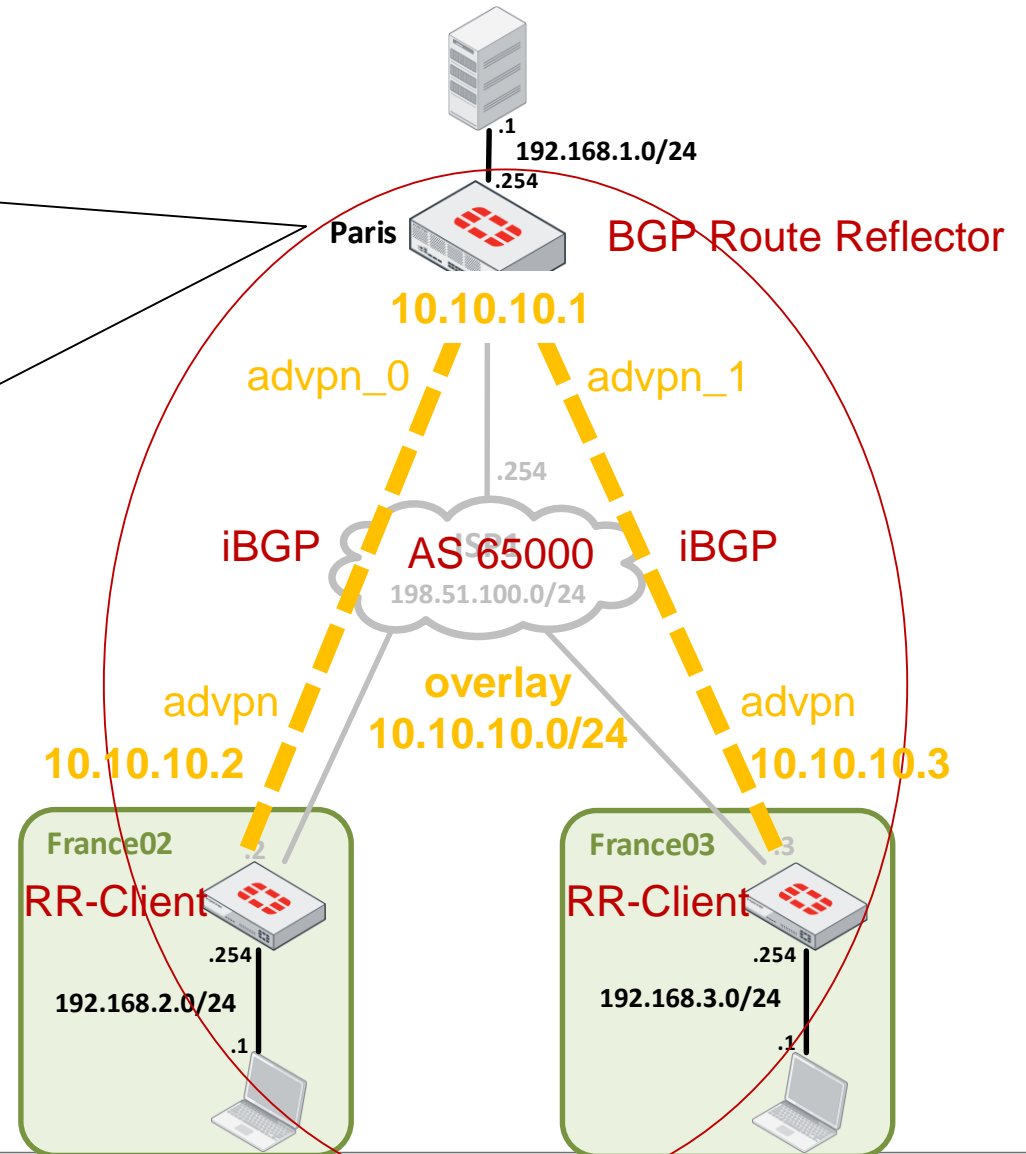 .1
192.168.1.0/24
.254
Paris
BGP Route Reflector
10.10.10.1
advpn_0
advpn_1
.254
iBGP
AS 65000
ISP1
iBGP
198.51.100.0/24
overlay
10.10.10.0/24
advpn
10.10.10.2
advpn
10.10.10.3
France02
.2
RR-Client
.254
192.168.2.0/24
.1
France03
.3
RR-Client
.254
192.168.3.0/24
.1